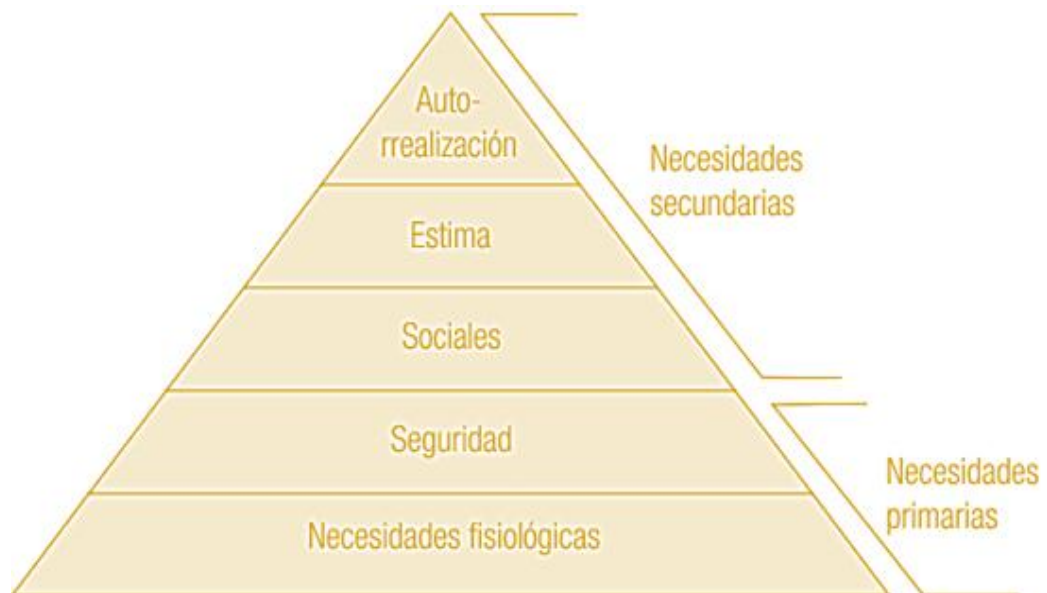 Auto-
rrealización
Necesidades
secundarias
Estima
Sociales
Seguridad
Necesidades
primarias
Necesidades fisiológicas